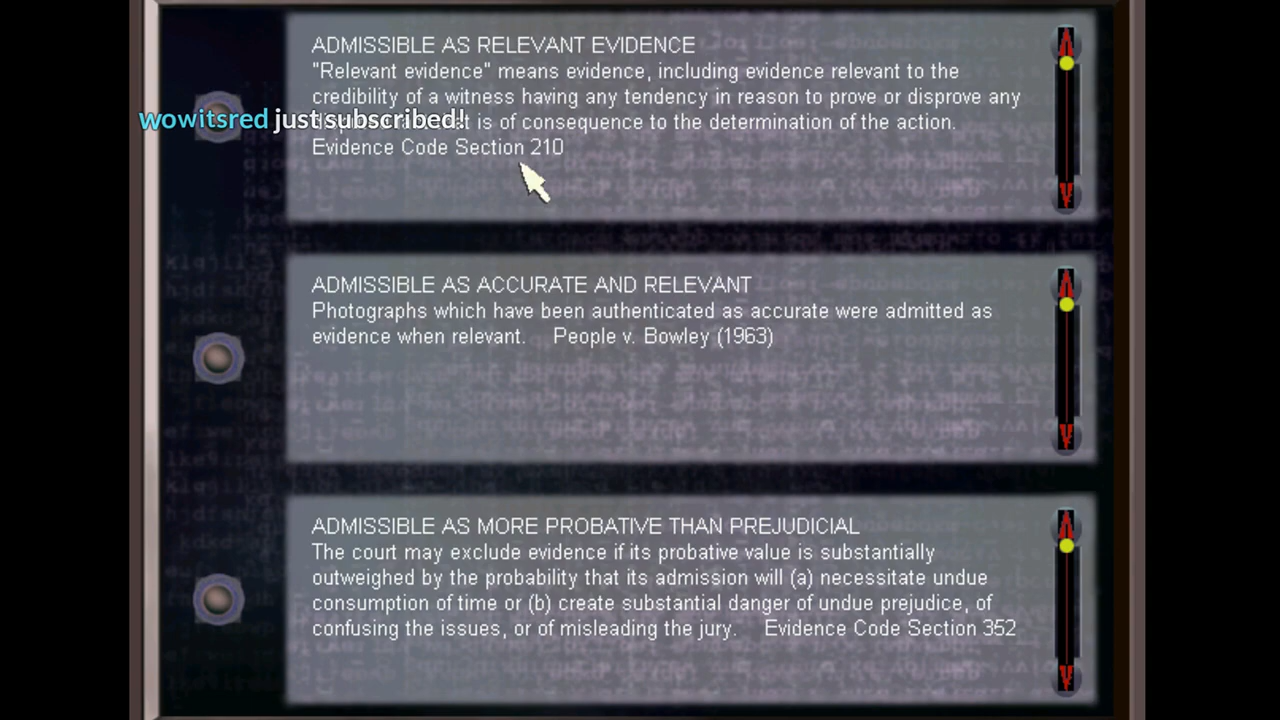 ADMISSIBLE AS RELEVANT EVIDENCE
"Relevant evidence" means evidence, including evidence relevant to the
credibility of a witness having any tendency in reason to prove or disprove any
wowitsred just subscribed!
is of consequence to the determination of the action.
Evidence Code Section 210
ADMISSIBLE AS ACCURATE AND RELEVANT
Photographs which have been authenticated as accurate were admitted as
evidence when relevant. People v. Bowley (1963)
ADMISSIBLE AS MORE PROBATIVE THAN PREJUDICIAL
The court may exclude evidence if its probative value is substantially
outweighed by the probability that its admission will (a) necessitate undue
consumption of time or (b) create substantial danger of undue prejudice, of
confusing the issues, or of misleading the jury. Evidence Code Section 352